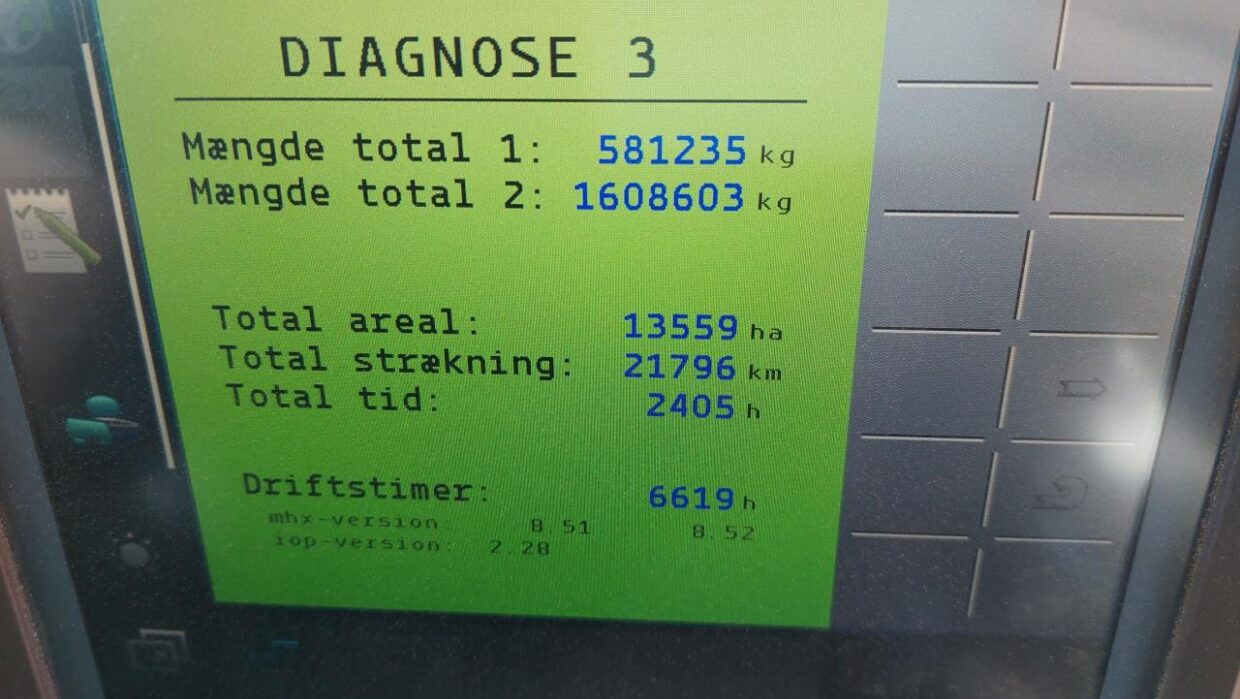 DIAGNOSE 3
Mængde total 1: 581235 kg
Mængde total 2: 1608603 kg
Total areal: 13559 ha
Total strækning: 21796 km
Total tid: 2405 h
Driftstimer: 6619 h
mhx-version: 8.51 8.52
iop-version: 2.28